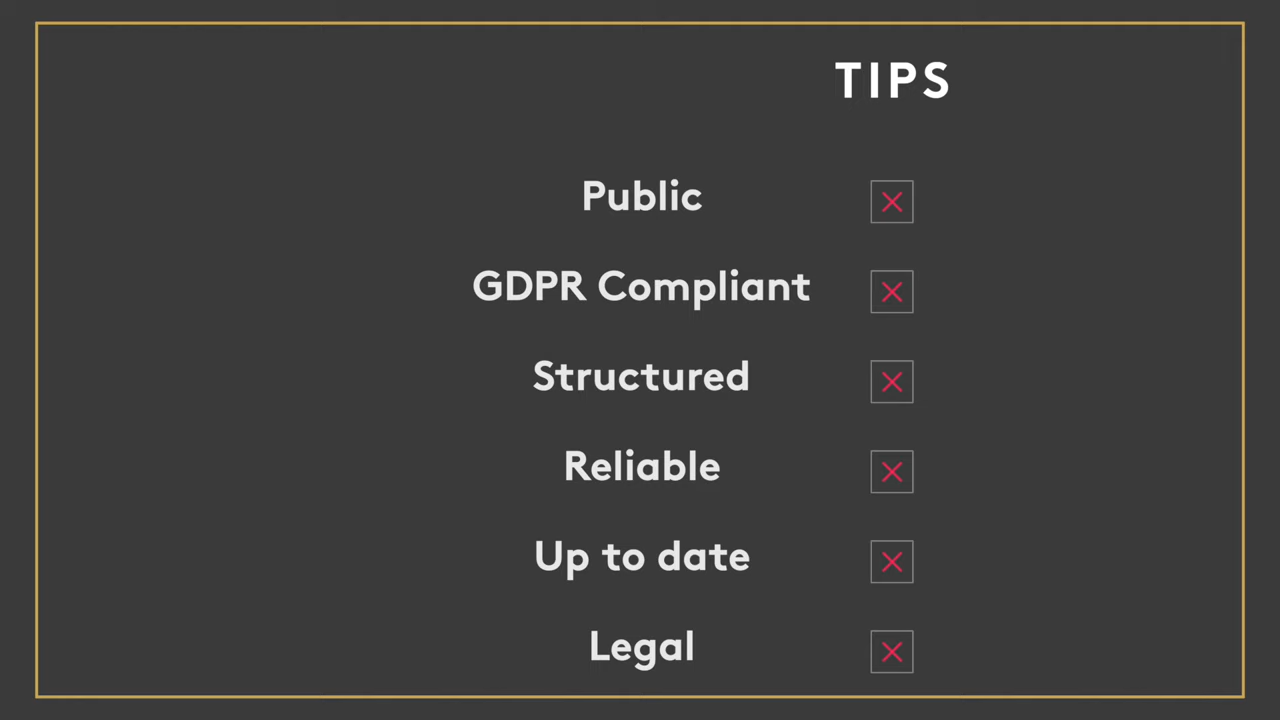 TIPS
Public
GDPR Compliant
Structured
Reliable
Up to date
Legal